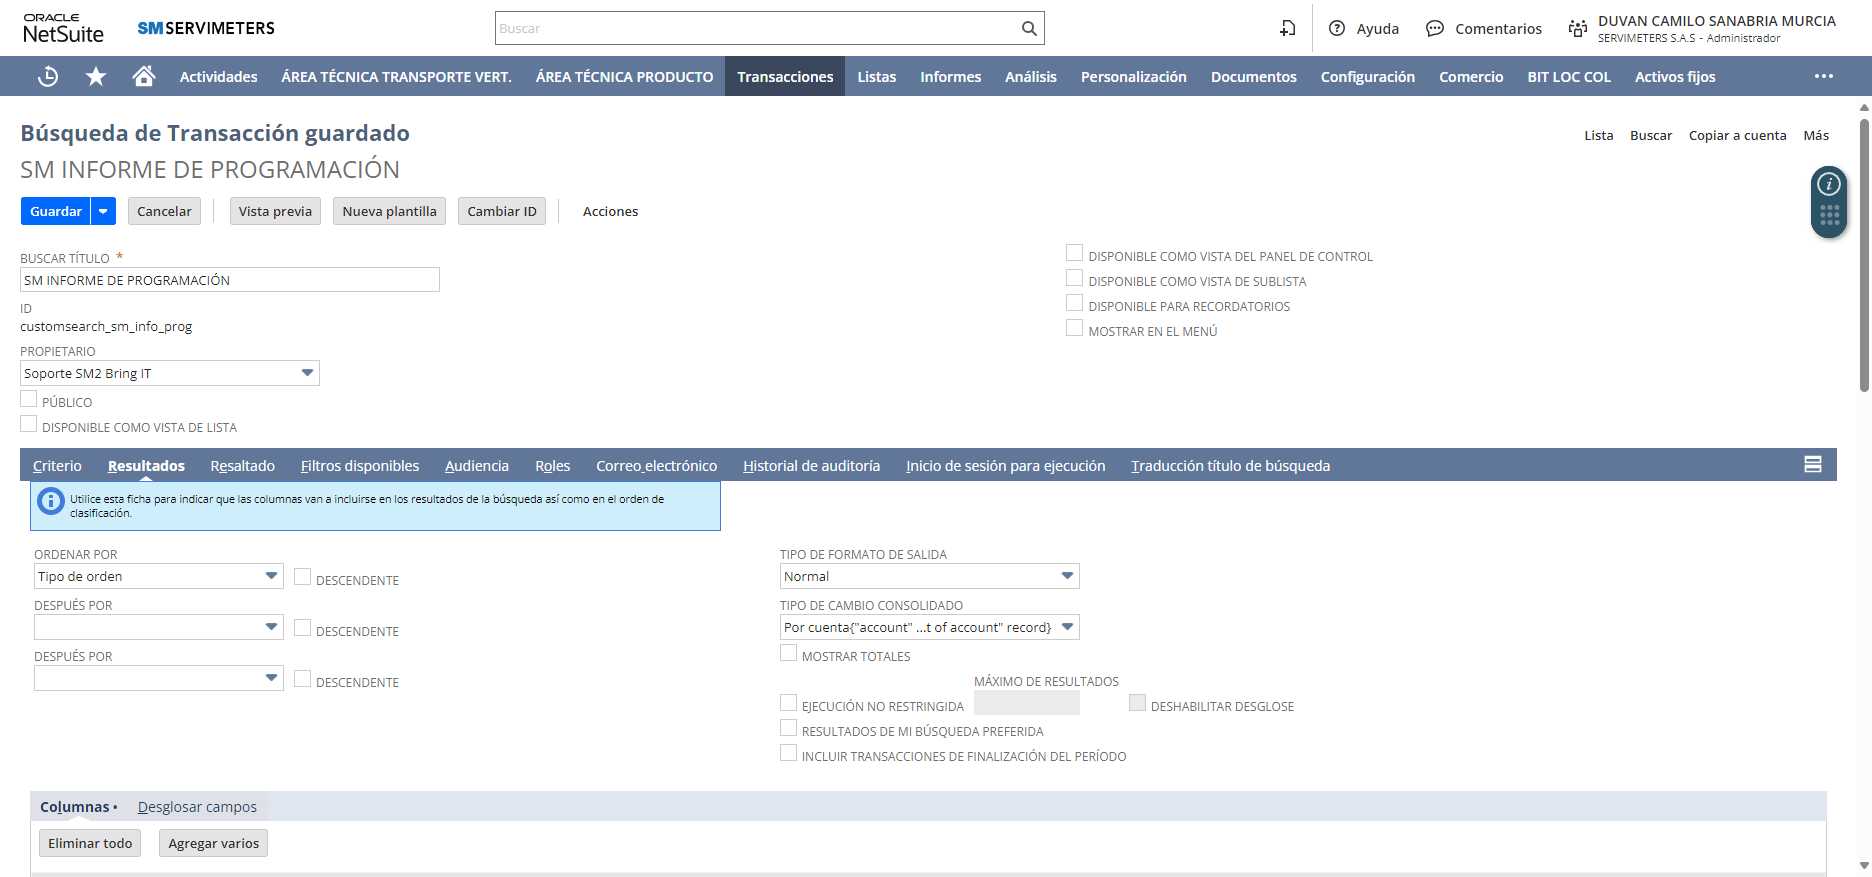 ORACLE
NetSuite
SM SERVIMETERS
Buscar
Ayuda
Comentarios
DUVAN CAMILO SANABRIA MURCIA
SERVIMETERS S.A.S - Administrador
Actividades ÁREA TÉCNICA TRANSPORTE VERT. ÁREA TÉCNICA PRODUCTO Transacciones Listas Informes Análisis Personalización Documentos Configuración Comercio BIT LOC COL Activos fijos
Búsqueda de Transacción guardado
Lista Buscar Copiar a cuenta Más
SM INFORME DE PROGRAMACIÓN
Guardar Cancelar Vista previa Nueva plantilla Cambiar ID Acciones
BUSCAR TÍTULO *
SM INFORME DE PROGRAMACIÓN
ID
customsearch_sm_info_prog
PROPIETARIO
Soporte SM2 Bring IT
PÚBLICO
DISPONIBLE COMO VISTA DE LISTA
DISPONIBLE COMO VISTA DEL PANEL DE CONTROL
DISPONIBLE COMO VISTA DE SUBLISTA
DISPONIBLE PARA RECORDATORIOS
MOSTRAR EN EL MENÚ
Criterio Resultados Resaltado Filtros disponibles Audiencia Roles Correo electrónico Historial de auditoría Inicio de sesión para ejecución Traducción título de búsqueda
Utilice esta ficha para indicar que las columnas van a incluirse en los resultados de la búsqueda así como en el orden de
clasificación.
ORDENAR POR
Tipo de orden
DESCENDENTE
DESPUÉS POR
DESCENDENTE
DESPUÉS POR
DESCENDENTE
TIPO DE FORMATO DE SALIDA
Normal
TIPO DE CAMBIO CONSOLIDADO
Por cuenta{"account" ...t of account" record}
MOSTRAR TOTALES
MÁXIMO DE RESULTADOS
EJECUCIÓN NO RESTRINGIDA
DESHABILITAR DESGLOSE
RESULTADOS DE MI BÚSQUEDA PREFERIDA
INCLUIR TRANSACCIONES DE FINALIZACIÓN DEL PERÍODO
Columnas • Desglosar campos
Eliminar todo Agregar varios